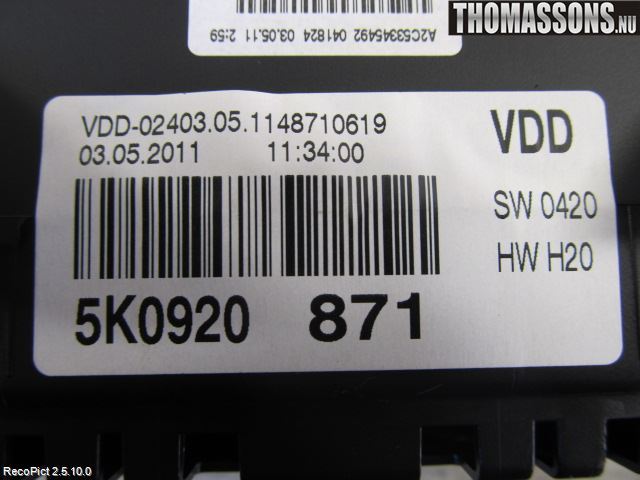 THOMASSONS.NU
A2C53345492 041824 03.05.11 2:59
VDD-02403.05.1148710619
03.05.2011 11:34:00
VDD
SW 0420
HW H20
5K0920 871
RecoPict 2.5.10.0